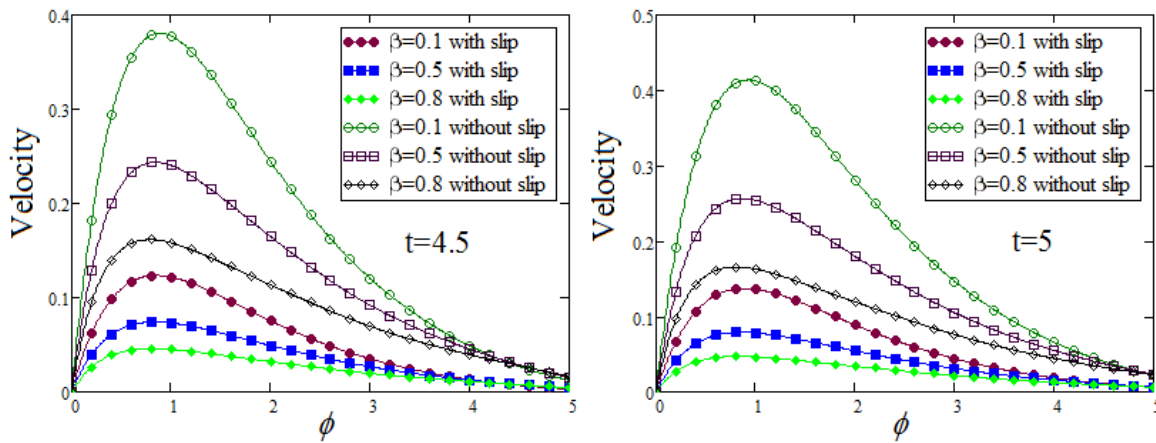 0.4
0.3
0.2
0.1
0
Velocity
β=0.1 with slip
β=0.5 with slip
β=0.8 with slip
β=0.1 without slip
β=0.5 without slip
β=0.8 without slip
t=4.5
0 1 2 3 4 5
ϕ
0.5
0.4
0.3
0.2
0.1
0
Velocity
β=0.1 with slip
β=0.5 with slip
β=0.8 with slip
β=0.1 without slip
β=0.5 without slip
β=0.8 without slip
t=5
0 1 2 3 4 5
ϕ